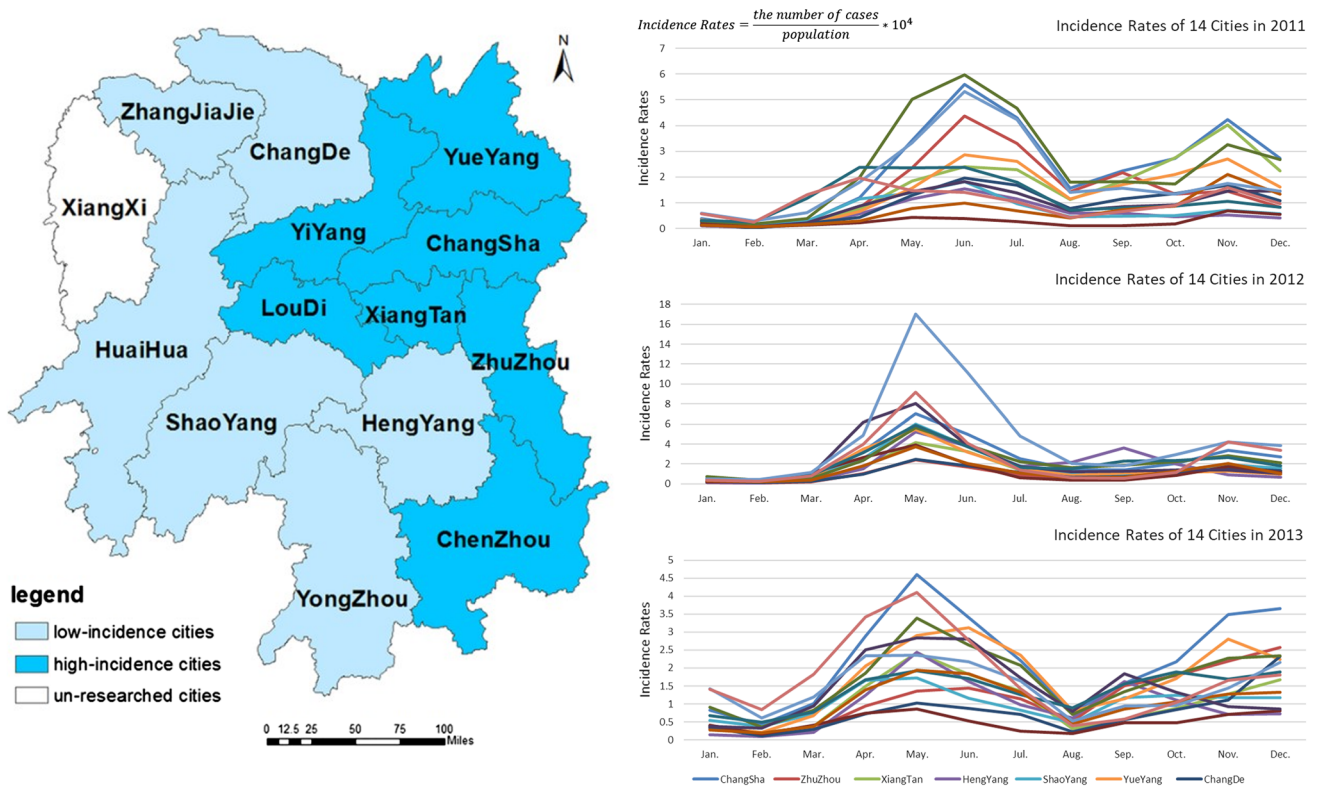 N
ZhangJiaJie
ChangDe
YueYang
XiangXi
YiYang
ChangSha
LouDi
XiangTan
HuaiHua
ZhuZhou
ShaoYang
HengYang
ChenZhou
YongZhou
legend
low-incidence cities
high-incidence cities
un-researched cities
0 12.5 25 50 75 100
Miles
Incidence Rates = the number of cases / population * 10⁴
Incidence Rates of 14 Cities in 2011
Incidence Rates
7
6
5
4
3
2
1
0
Jan. Feb. Mar. Apr. May. Jun. Jul. Aug. Sep. Oct. Nov. Dec.
Incidence Rates of 14 Cities in 2012
Incidence Rates
18
16
14
12
10
8
6
4
2
0
Jan. Feb. Mar. Apr. May. Jun. Jul. Aug. Sep. Oct. Nov. Dec.
Incidence Rates of 14 Cities in 2013
Incidence Rates
5
4.5
4
3.5
3
2.5
2
1.5
1
0.5
0
Jan. Feb. Mar. Apr. May. Jun. Jul. Aug. Sep. Oct. Nov. Dec.
ChangSha ZhuZhou XiangTan HengYang ShaoYang YueYang ChangDe